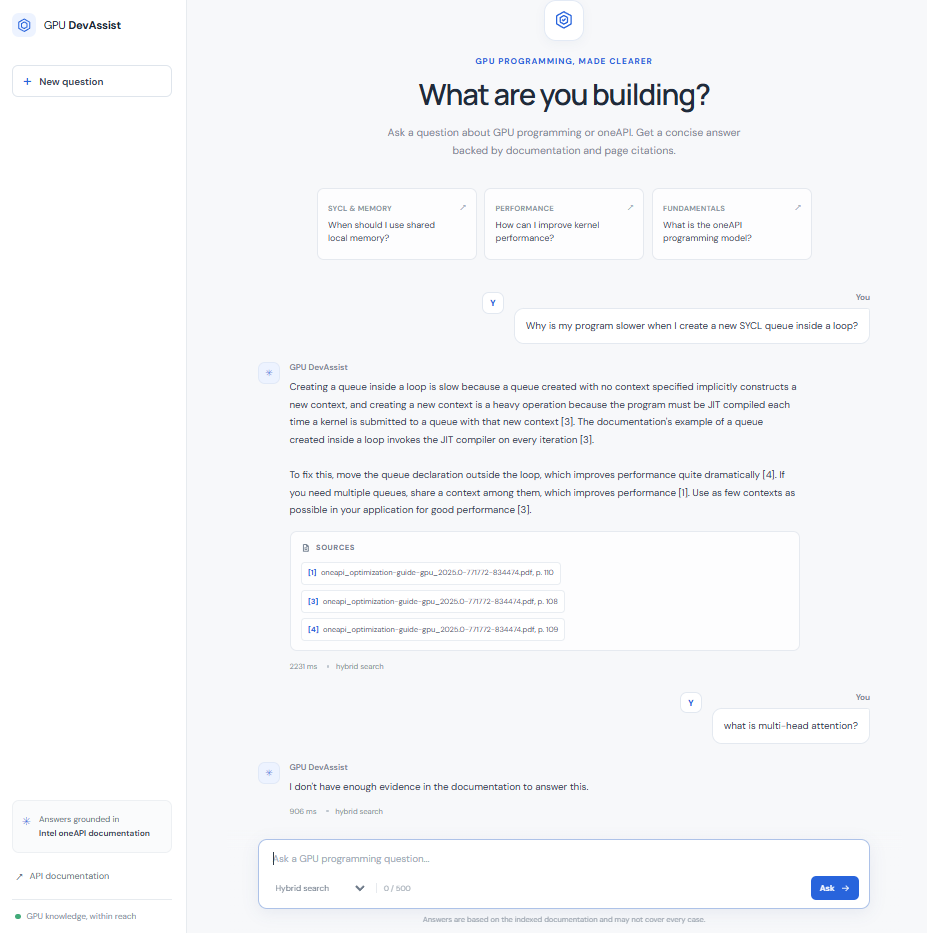 GPU DevAssist
+ New question
GPU PROGRAMMING, MADE CLEARER
What are you building?
Ask a question about GPU programming or oneAPI. Get a concise answer
backed by documentation and page citations.
SYCL & MEMORY ↗
When should I use shared
local memory?
PERFORMANCE ↗
How can I improve kernel
performance?
FUNDAMENTALS ↗
What is the oneAPI
programming model?
You
Y
Why is my program slower when I create a new SYCL queue inside a loop?
GPU DevAssist
Creating a queue inside a loop is slow because a queue created with no context specified implicitly constructs a
new context, and creating a new context is a heavy operation because the program must be JIT compiled each
time a kernel is submitted to a queue with that new context [3]. The documentation's example of a queue
created inside a loop invokes the JIT compiler on every iteration [3].
To fix this, move the queue declaration outside the loop, which improves performance quite dramatically [4]. If
you need multiple queues, share a context among them, which improves performance [1]. Use as few contexts as
possible in your application for good performance [3].
SOURCES
[1] oneapi_optimization-guide-gpu_2025.0-771772-834474.pdf, p. 110
[3] oneapi_optimization-guide-gpu_2025.0-771772-834474.pdf, p. 108
[4] oneapi_optimization-guide-gpu_2025.0-771772-834474.pdf, p. 109
2231 ms • hybrid search
You
Y
what is multi-head attention?
GPU DevAssist
I don't have enough evidence in the documentation to answer this.
906 ms • hybrid search
Ask a GPU programming question...
Hybrid search
0 / 500
Ask →
Answers are based on the indexed documentation and may not cover every case.
Answers grounded in
Intel oneAPI documentation
↗ API documentation
GPU knowledge, within reach